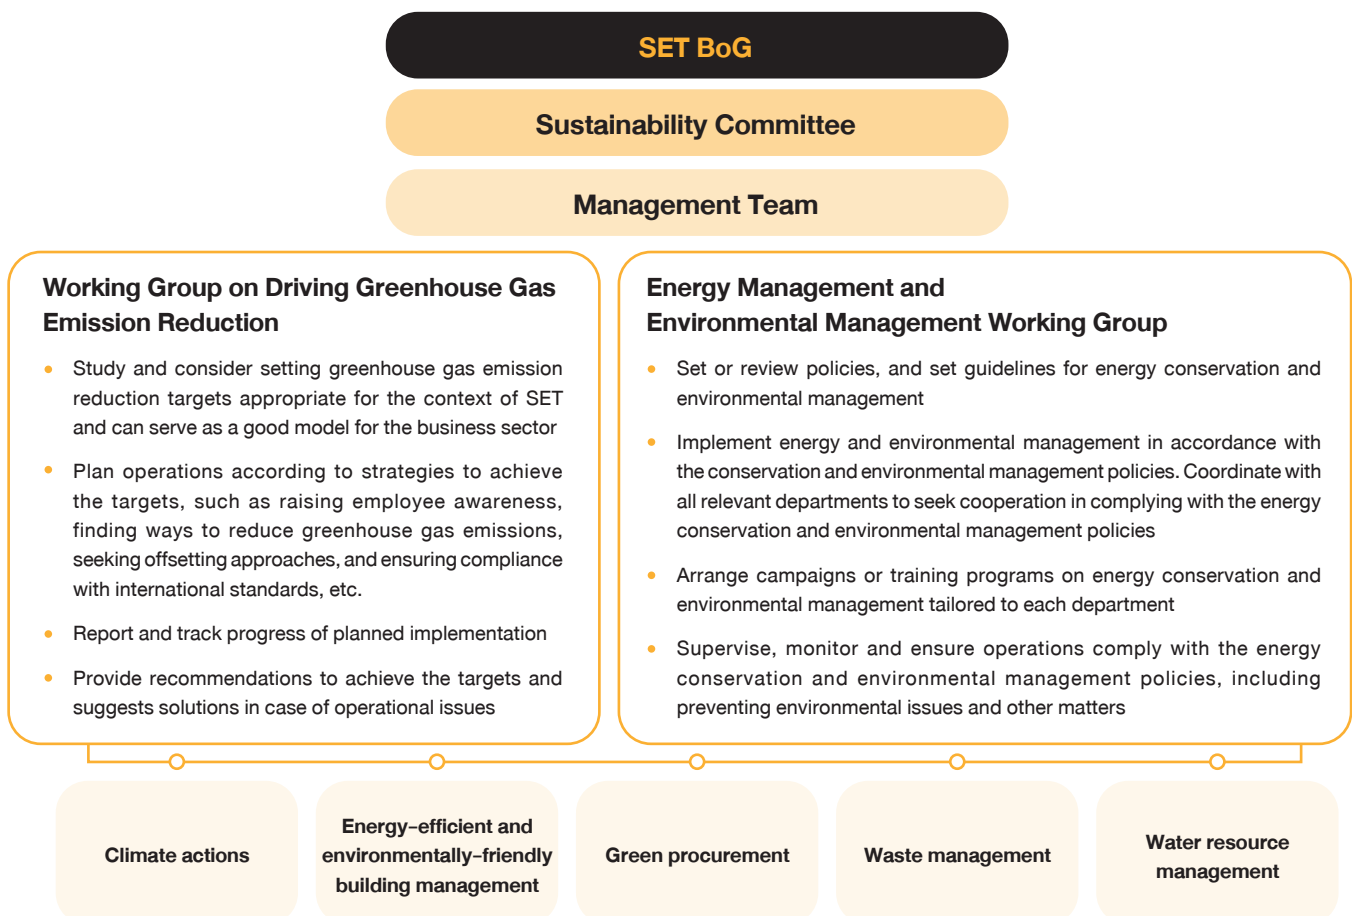 SET BoG
Sustainability Committee
Management Team
Working Group on Driving Greenhouse Gas
Emission Reduction
• Study and consider setting greenhouse gas emission
reduction targets appropriate for the context of SET
and can serve as a good model for the business sector
• Plan operations according to strategies to achieve
the targets, such as raising employee awareness,
finding ways to reduce greenhouse gas emissions,
seeking offsetting approaches, and ensuring compliance
with international standards, etc.
• Report and track progress of planned implementation
• Provide recommendations to achieve the targets and
suggests solutions in case of operational issues
Energy Management and
Environmental Management Working Group
• Set or review policies, and set guidelines for energy conservation and
environmental management
• Implement energy and environmental management in accordance with
the conservation and environmental management policies. Coordinate with
all relevant departments to seek cooperation in complying with the energy
conservation and environmental management policies
• Arrange campaigns or training programs on energy conservation and
environmental management tailored to each department
• Supervise, monitor and ensure operations comply with the energy
conservation and environmental management policies, including
preventing environmental issues and other matters
Climate actions
Energy-efficient and
environmentally-friendly
building management
Green procurement
Waste management
Water resource
management